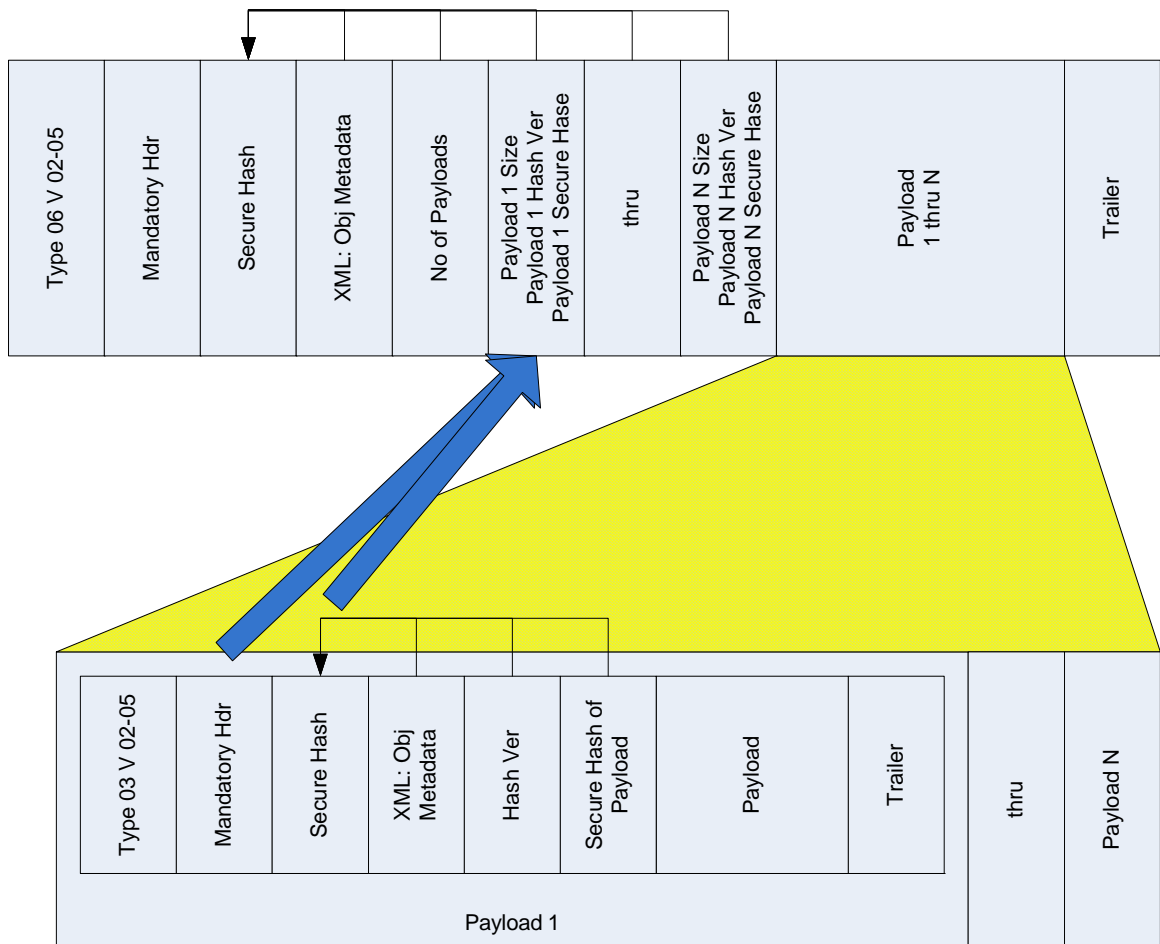 Type 06 V 02-05
Mandatory Hdr
Secure Hash
XML: Obj Metadata
No of Payloads
Payload 1 Size
Payload 1 Hash Ver
Payload 1 Secure Hase
thru
Payload N Size
Payload N Hash Ver
Payload N Secure Hase
Payload
1 thru N
Trailer
Type 03 V 02-05
Mandatory Hdr
Secure Hash
XML: Obj
Metadata
Hash Ver
Secure Hash of
Payload
Payload
Trailer
Payload 1
thru
Payload N